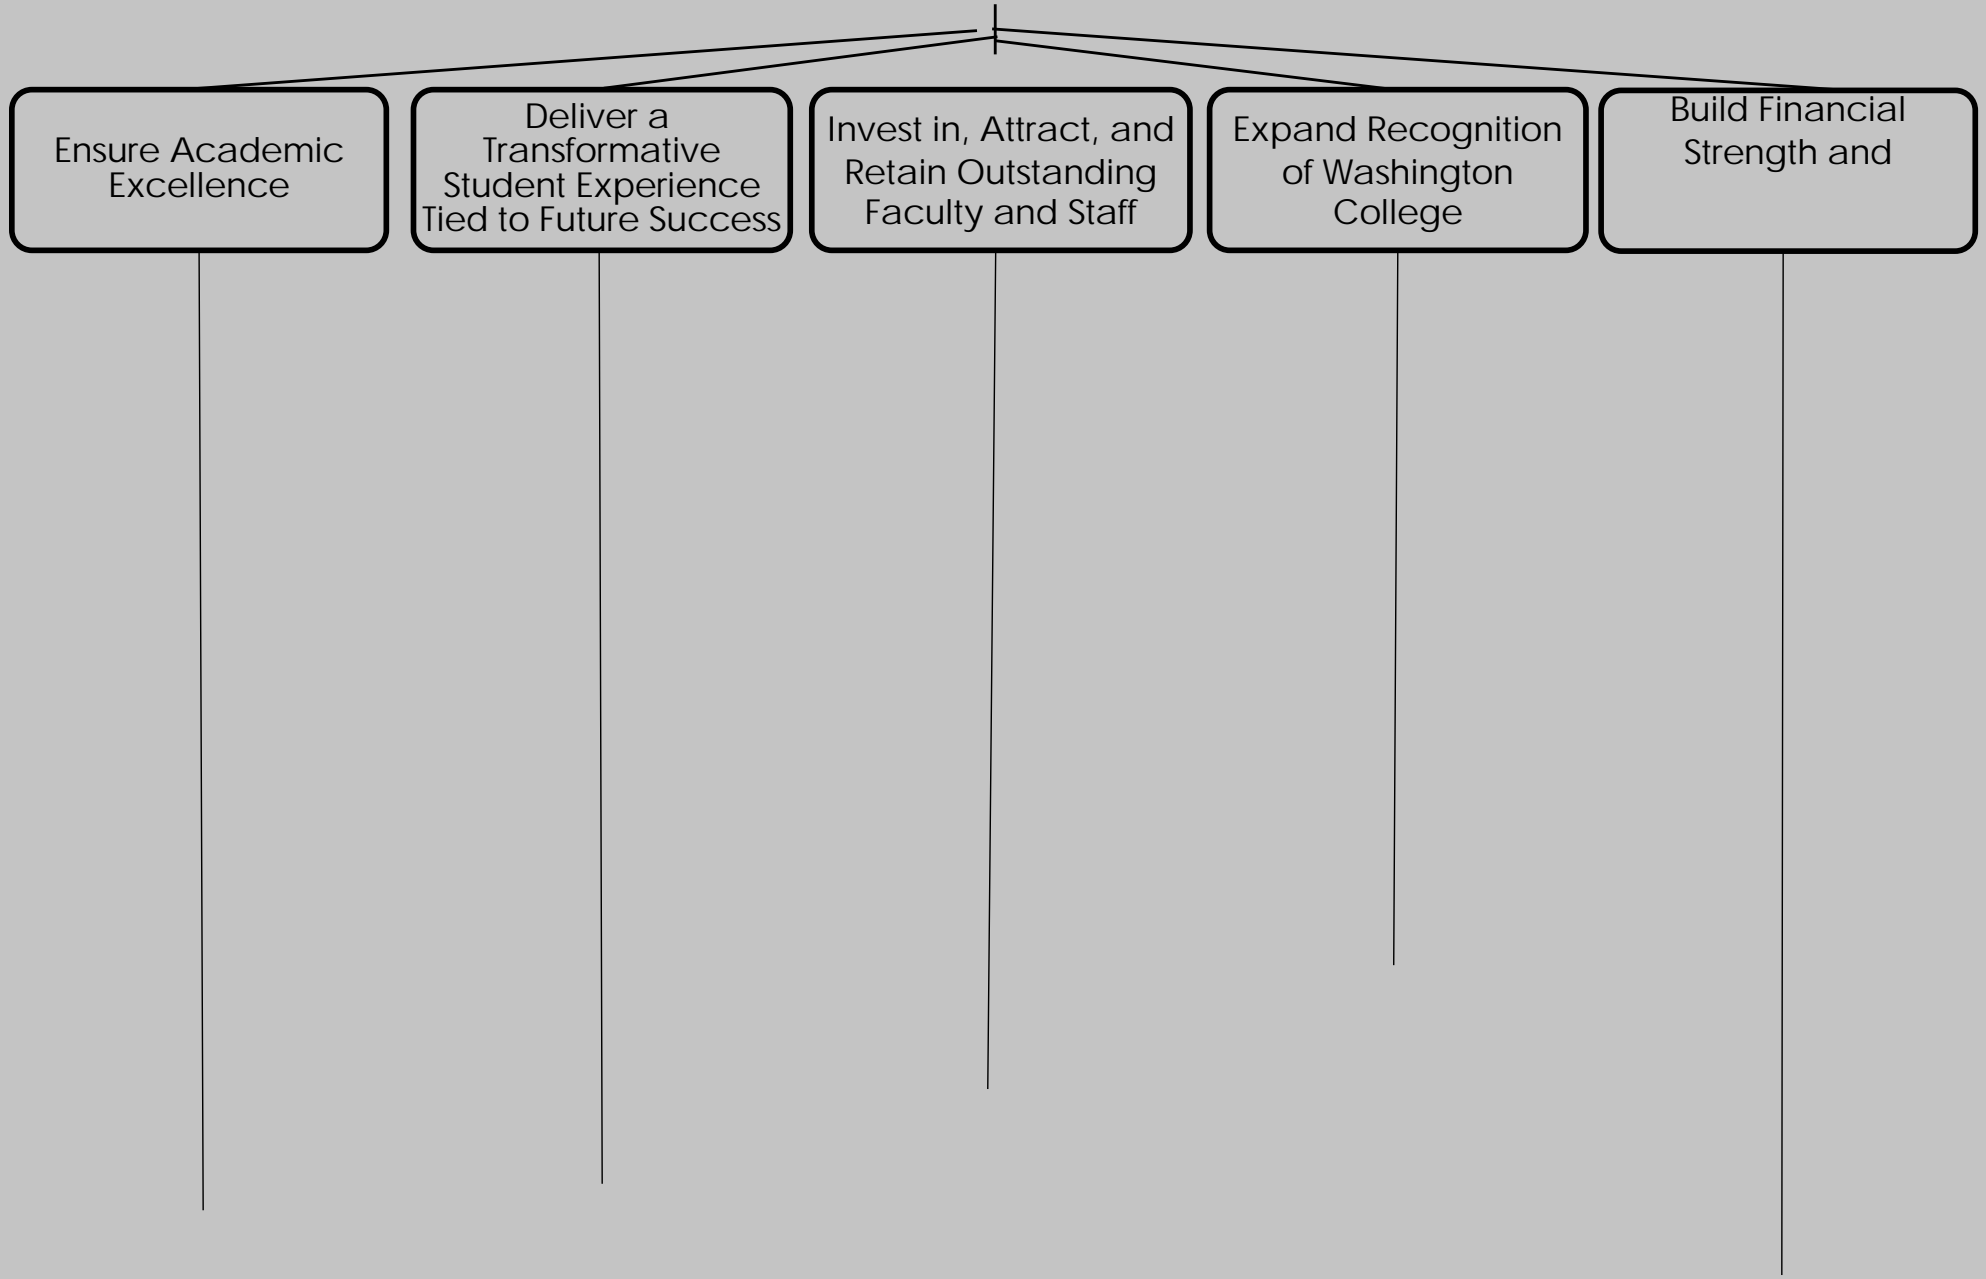 Ensure Academic
Excellence
Deliver a
Transformative
Student Experience
Tied to Future Success
Invest in, Attract, and
Retain Outstanding
Faculty and Staff
Expand Recognition
of Washington
College
Build Financial
Strength and